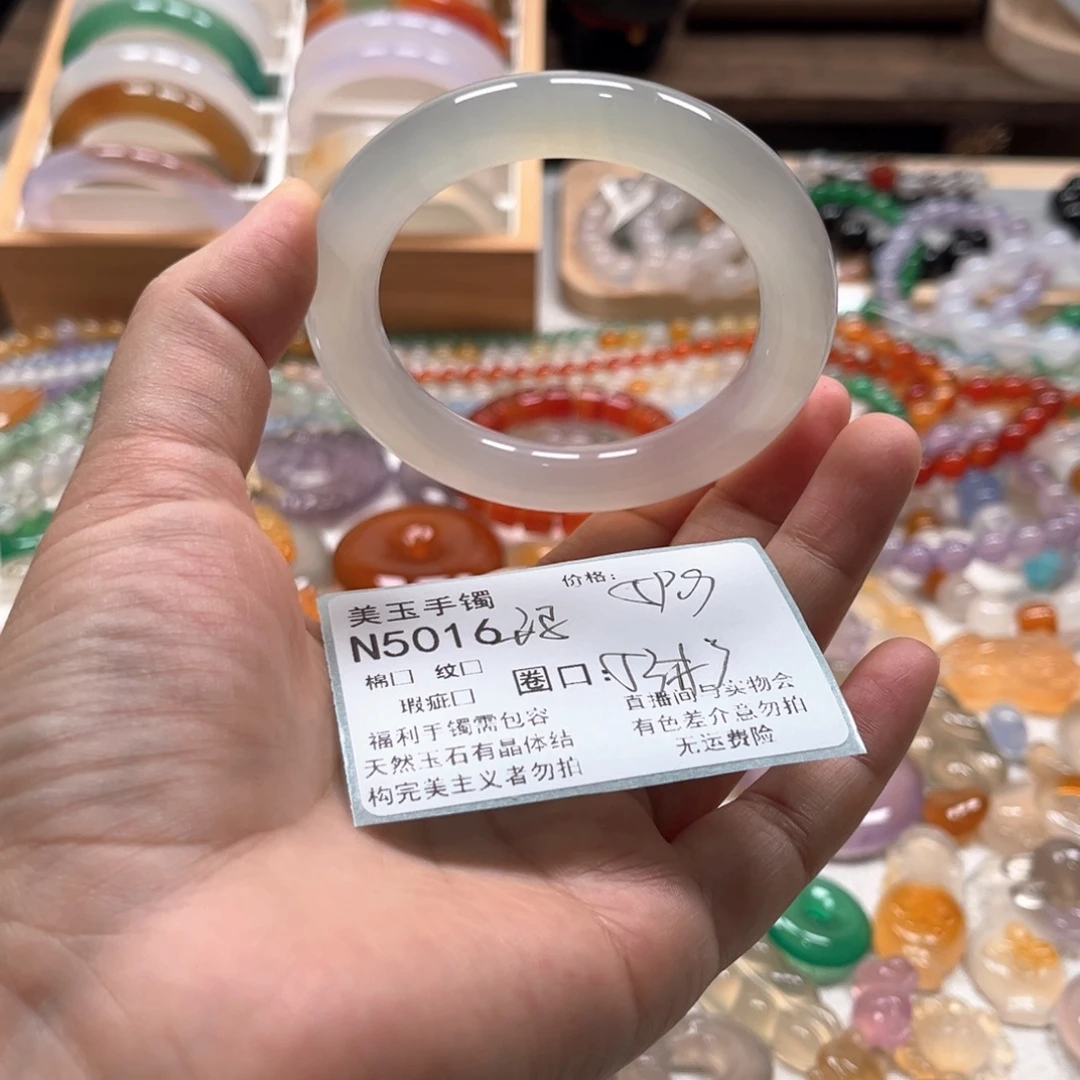 美玉手镯
价格:
N5016
棉□ 纹□
圈口:
瑕疵□
福利手镯需包容
天然玉石有晶体结
构完美主义者勿拍
直播间与实物会
有色差介意勿拍
无运费险